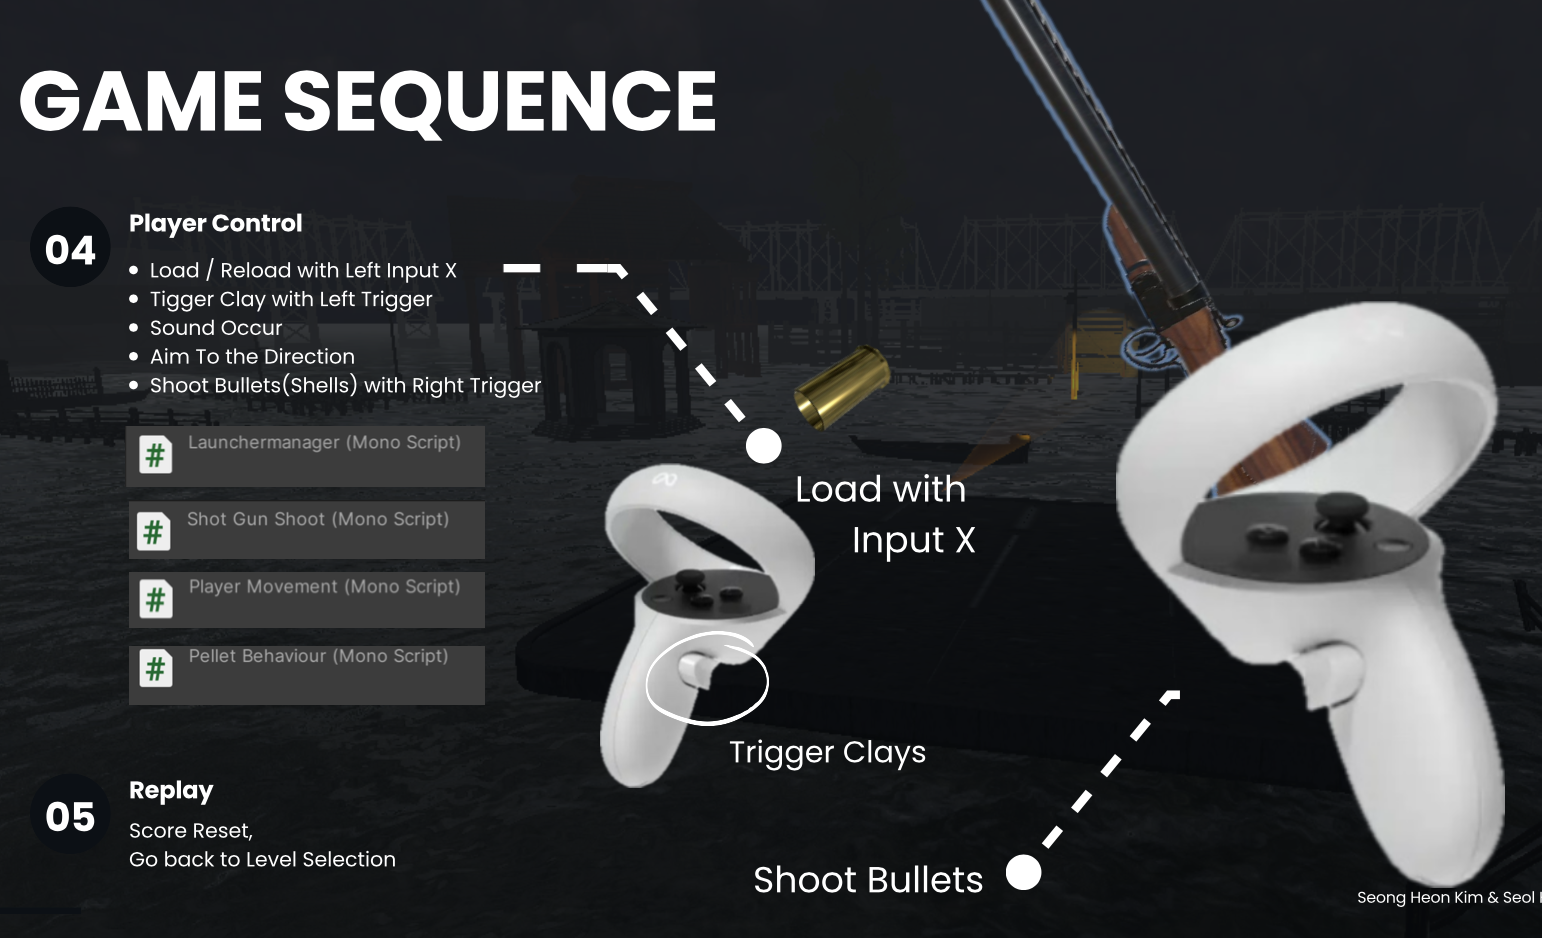 GAME SEQUENCE
04
Player Control
Load / Reload with Left Input X
Tigger Clay with Left Trigger
Sound Occur
Aim To the Direction
Shoot Bullets(Shells) with Right Trigger
# Launchermanager (Mono Script)
# Shot Gun Shoot (Mono Script)
# Player Movement (Mono Script)
# Pellet Behaviour (Mono Script)
Load with
Input X
Trigger Clays
Shoot Bullets
05
Replay
Score Reset,
Go back to Level Selection
Seong Heon Kim & Seol